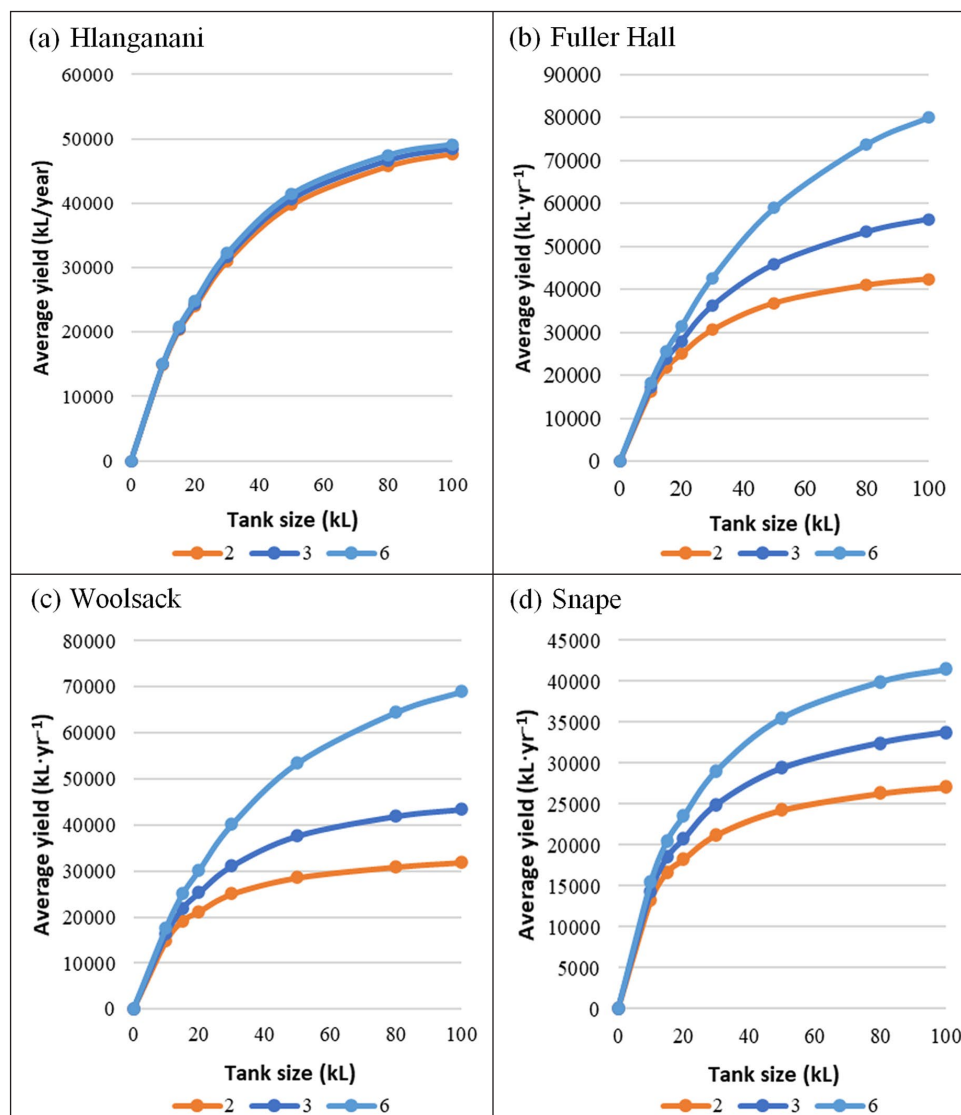 (a) Hlanganani
60000
50000
40000
30000
20000
10000
0
Average yield (kL/year)
0 20 40 60 80 100
Tank size (kL)
2 3 6
(b) Fuller Hall
90000
80000
70000
60000
50000
40000
30000
20000
10000
0
Average yield (kL·yr⁻¹)
0 20 40 60 80 100
Tank size (kL)
2 3 6
(c) Woolsack
80000
70000
60000
50000
40000
30000
20000
10000
0
Average yield (kL·yr⁻¹)
0 20 40 60 80 100
Tank size (kL)
2 3 6
(d) Snape
45000
40000
35000
30000
25000
20000
15000
10000
5000
0
Average yield (kL·yr⁻¹)
0 20 40 60 80 100
Tank size (kL)
2 3 6